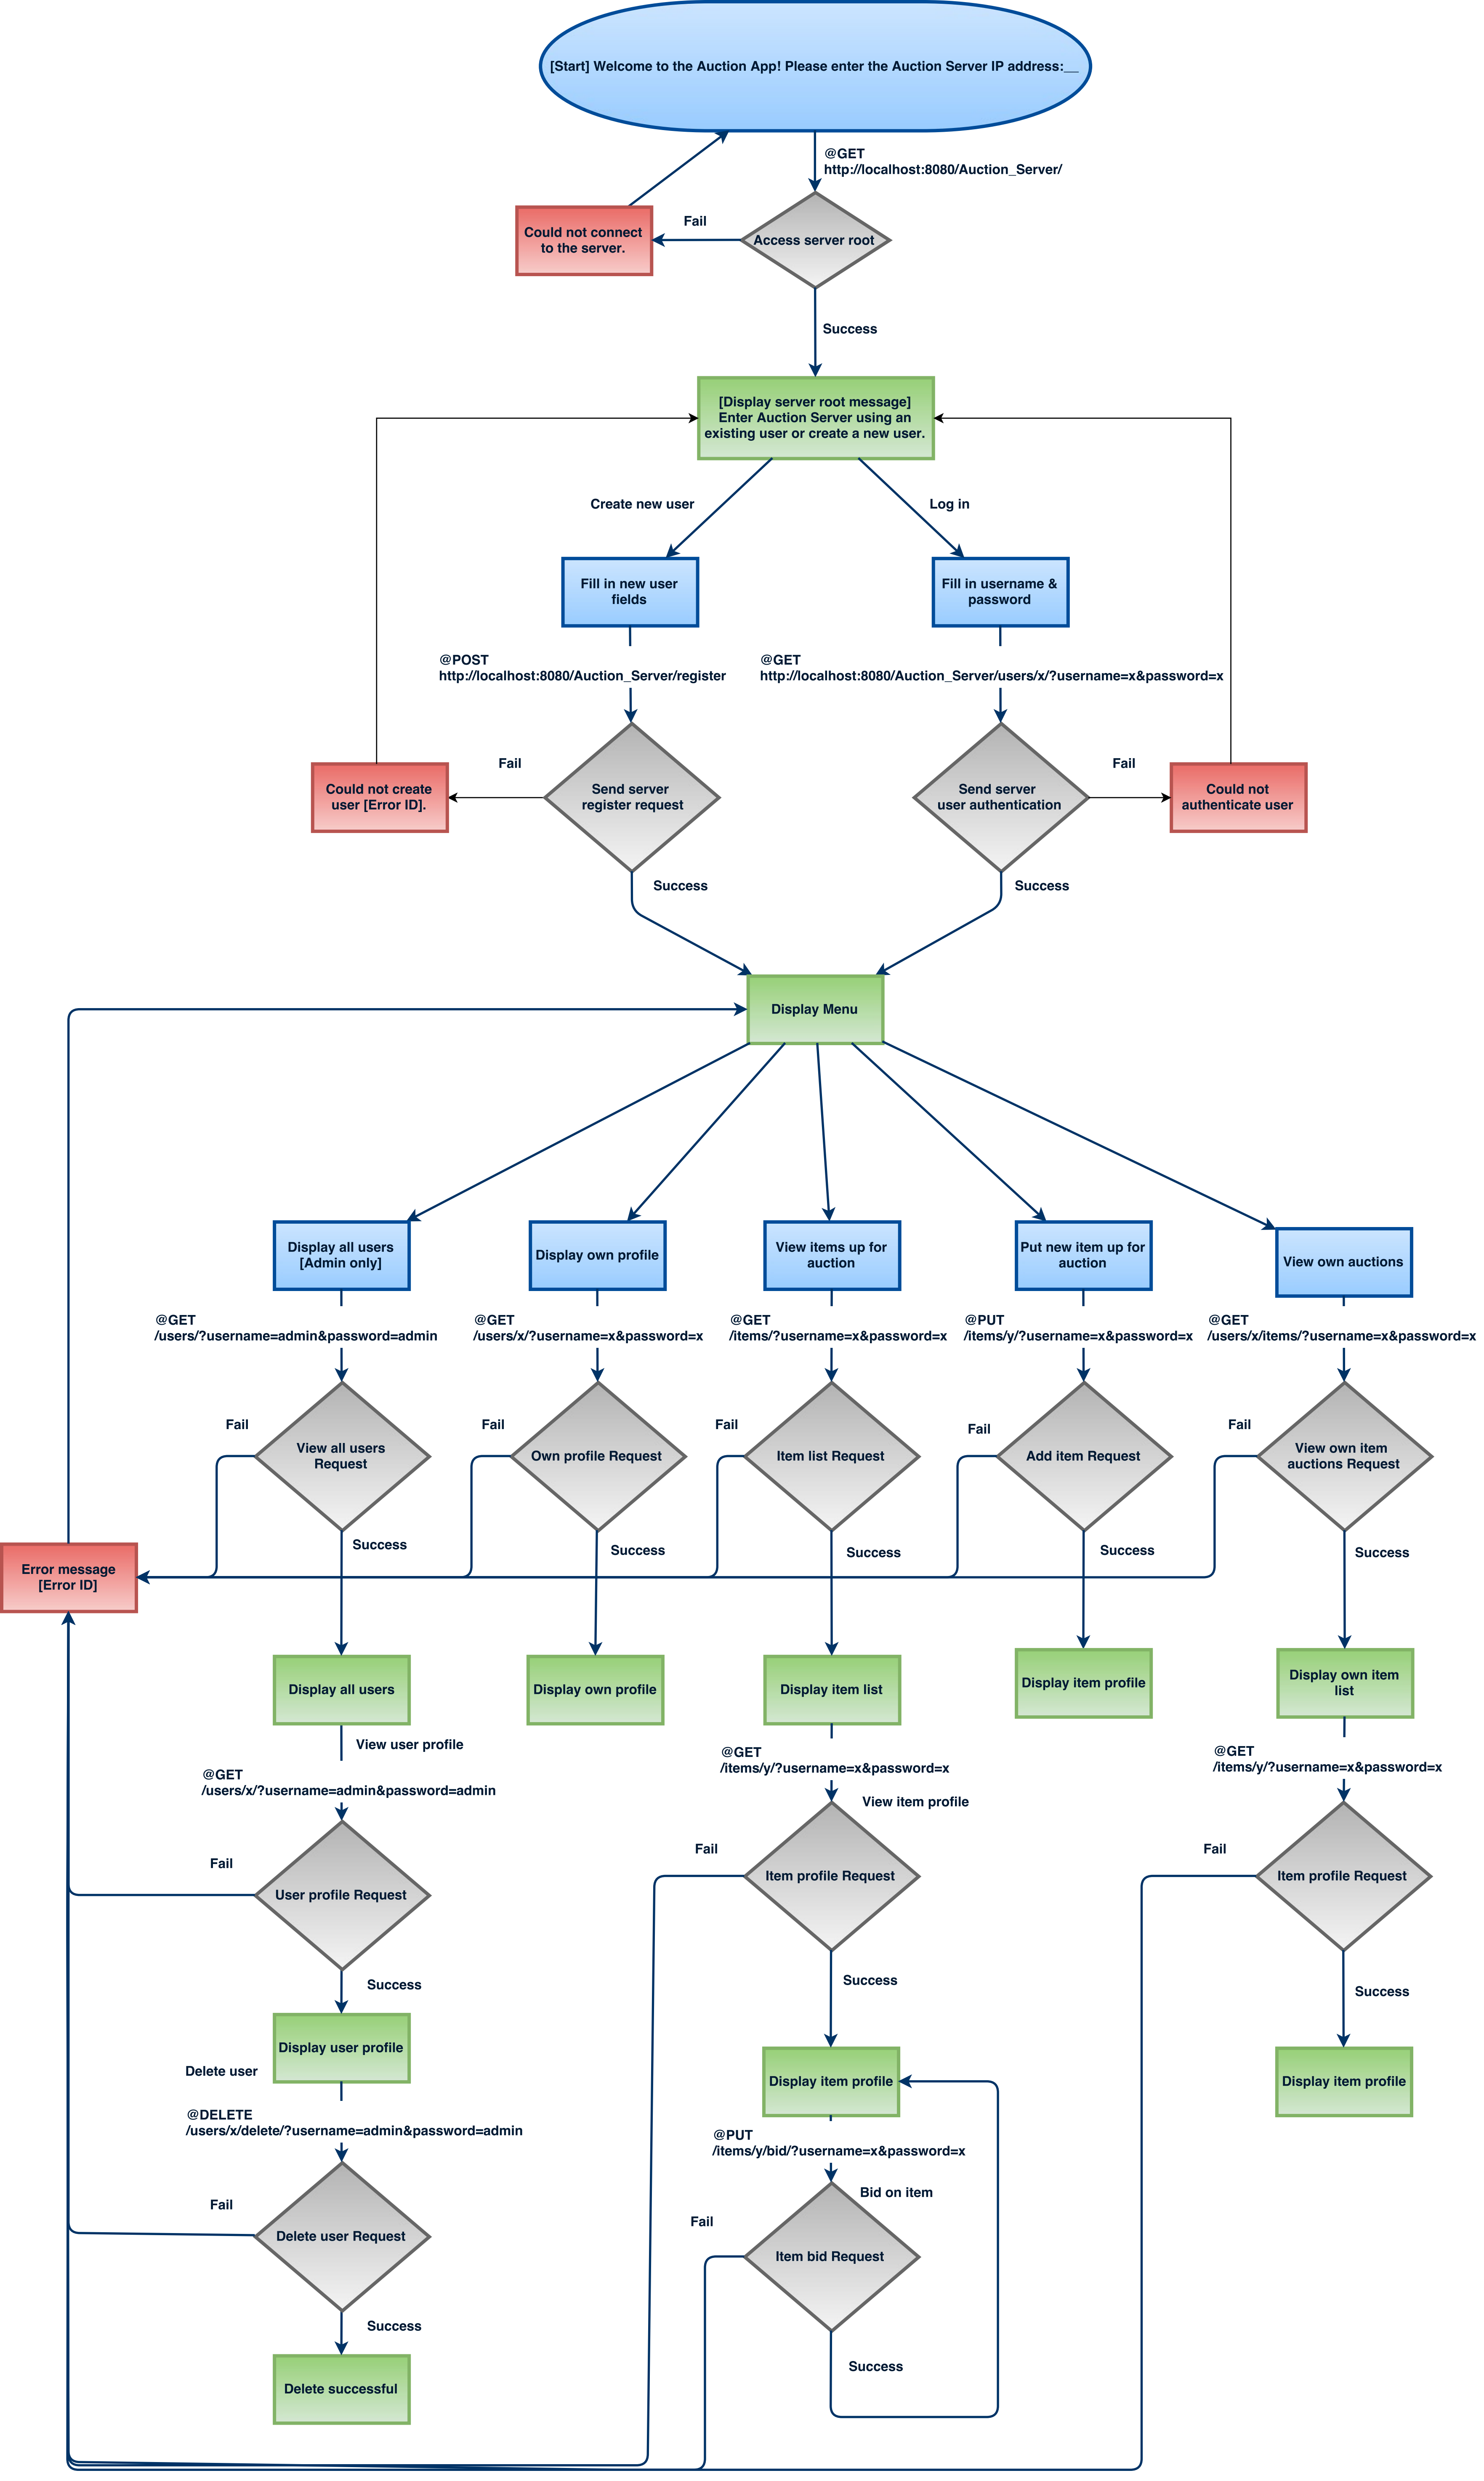 [Start] Welcome to the Auction App! Please enter the Auction Server IP address:__
@GET
http://localhost:8080/Auction_Server/
Fail
Could not connect
to the server.
Access server root
Success
[Display server root message]
Enter Auction Server using an
existing user or create a new user.
Create new user
Log in
Fill in new user
fields
Fill in username &
password
@POST
http://localhost:8080/Auction_Server/register
@GET
http://localhost:8080/Auction_Server/users/x/?username=x&password=x
Fail
Fail
Could not create
user [Error ID].
Send server
register request
Send server
user authentication
Could not
authenticate user
Success
Success
Display Menu
Display all users
[Admin only]
Display own profile
View items up for
auction
Put new item up for
auction
View own auctions
@GET
/users/?username=admin&password=admin
@GET
/users/x/?username=x&password=x
@GET
/items/?username=x&password=x
@PUT
/items/y/?username=x&password=x
@GET
/users/x/items/?username=x&password=x
Fail
Fail
Fail
Fail
Fail
View all users
Request
Own profile Request
Item list Request
Add item Request
View own item
auctions Request
Success
Success
Success
Success
Success
Error message
[Error ID]
Display all users
Display own profile
Display item list
Display item profile
Display own item
list
View user profile
@GET
/users/x/?username=admin&password=admin
@GET
/items/y/?username=x&password=x
@GET
/items/y/?username=x&password=x
View item profile
Fail
Fail
Fail
User profile Request
Item profile Request
Item profile Request
Success
Success
Success
Display user profile
Delete user
Display item profile
Display item profile
@DELETE
/users/x/delete/?username=admin&password=admin
@PUT
/items/y/bid/?username=x&password=x
Bid on item
Fail
Fail
Delete user Request
Item bid Request
Success
Success
Delete successful